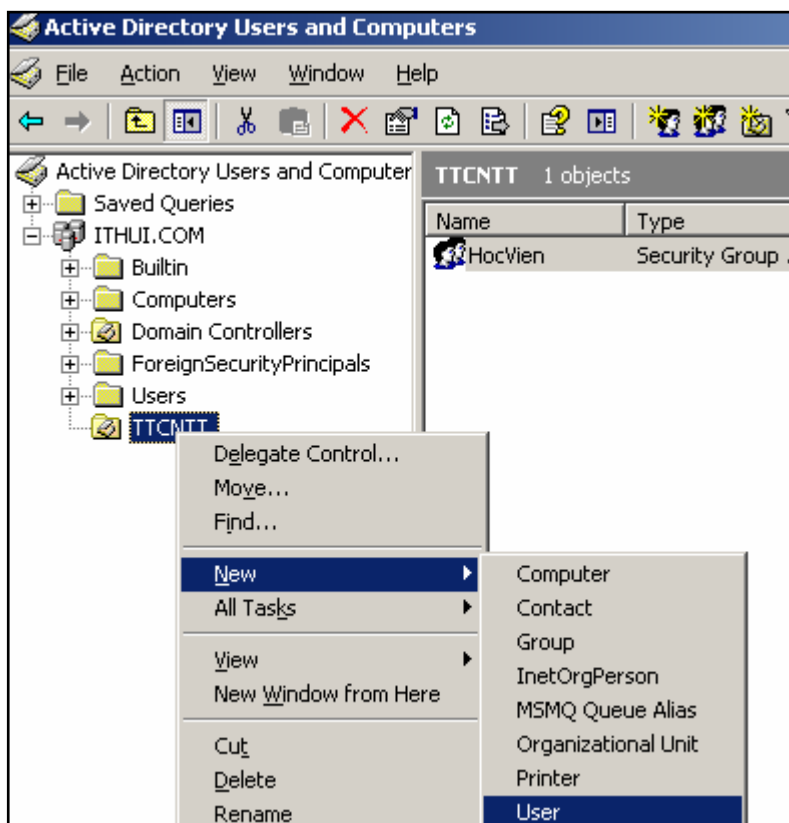 Active Directory Users and Computers
File Action View Window Help
Active Directory Users and Computer
Saved Queries
ITHUI.COM
Builtin
Computers
Domain Controllers
ForeignSecurityPrincipals
Users
TTCNTT
TTCNTT 1 objects
Name Type
HocVien Security Group .
Delegate Control...
Move...
Find...
New
All Tasks
View
New Window from Here
Cut
Delete
Rename
Computer
Contact
Group
InetOrgPerson
MSMQ Queue Alias
Organizational Unit
Printer
User